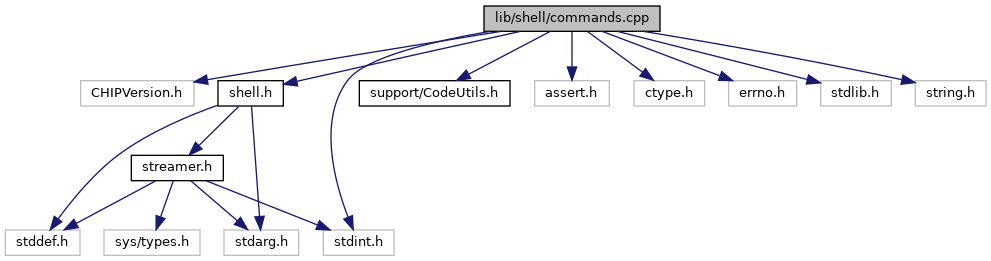 lib/shell/commands.cpp
CHIPVersion.h
shell.h
support/CodeUtils.h
assert.h
ctype.h
errno.h
stdlib.h
string.h
streamer.h
stddef.h
sys/types.h
stdarg.h
stdint.h